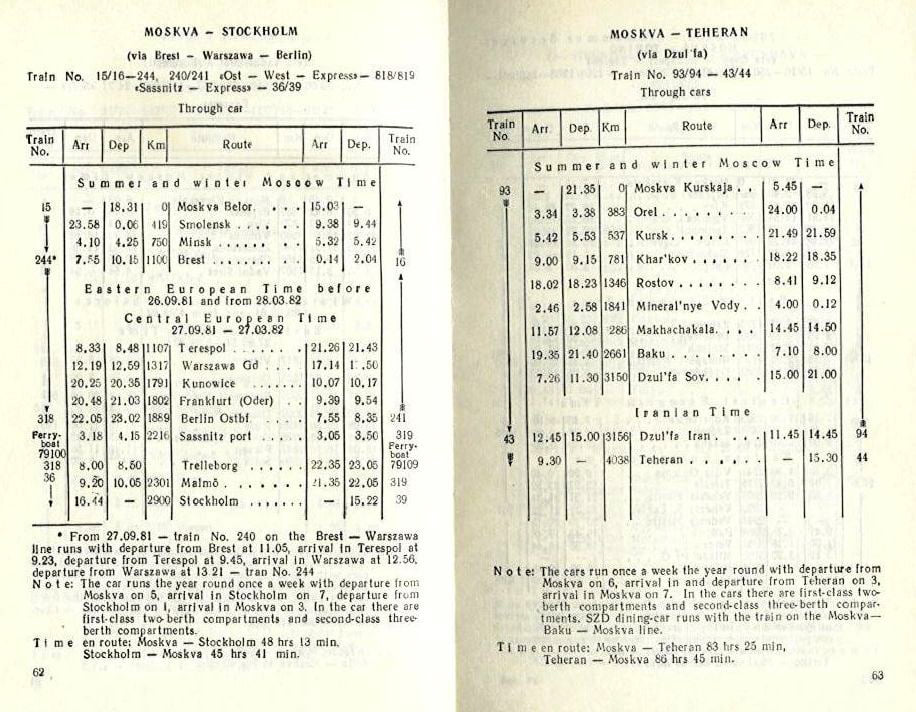 MOSKVA – STOCKHOLM
(via Brest – Warszawa – Berlin)
Train No. 15/16—244, 240/241 «Ost – West – Express»– 818/819
«Sassnitz – Express» – 36/39
Through car
Train No. Arr Dep Km Route Arr Dep. Train No.
Summer and winter Moscow Time
15 — 18.31 0 Moskva Belor. . . . 15.03 —
23.58 0.06 419 Smolensk . . . . . . 9.38 9.44
4.10 4.25 750 Minsk . . . . . . . . 5.32 5.42
244* 7.55 10.15 1100 Brest . . . . . . . . . 0.14 2.04 16
Eastern European Time before
26.09.81 and from 28.03.82
Central European Time
27.09.81 – 27.03.82
8.33 8.48 1107 Terespol . . . . . . . 21.26 21.43
12.19 12.59 1317 Warszawa Gd . . . 17.14 .50
20.25 20.35 1791 Kunowice . . . . . . . 10.07 10.17
20.48 21.03 1802 Frankfurt (Oder) . . 9.39 9.54
318 22.05 23.02 1889 Berlin Ostbf. . . . . 7.55 8.35 241
Ferry-boat 79100 3.18 4.15 2216 Sassnitz port . . . . . 3.05 3.50 319 Ferry-boat
318 8.00 8.50 Trelleborg . . . . . . 22.35 23.05 79109
36 9.20 10.05 2301 Malmö . . . . . . . . 21.35 22.05 319
16.44 — 2900 Stockholm . . . . . . . — 15.22 39
* From 27.09.81 – train No. 240 on the Brest — Warszawa
line runs with departure from Brest at 11.05, arrival in Terespol at
9.23, departure from Terespol at 9.45, arrival in Warszawa at 12.56,
departure from Warszawa at 13 21 – tran No. 244
Note: The car runs the year round once a week with departure from
Moskva on 5, arrival in Stockholm on 7, departure from
Stockholm on 1, arrival in Moskva on 3. In the car there are
first-class two-berth compartments and second-class three-
berth compartments.
Time en route: Moskva — Stockholm 48 hrs 13 min.
Stockholm — Moskva 45 hrs 41 min.
62
MOSKVA – TEHERAN
(via Dzul'fa)
Train No. 93/94 – 43/44
Through cars
Train No. Arr Dep. Km Route Arr Dep. Train No.
Summer and winter Moscow Time
93 — 21.35 0 Moskva Kurskaja . . 5.45 —
3.34 3.38 383 Orel . . . . . . . . 24.00 0.04
5.42 5.53 537 Kursk . . . . . . . . 21.49 21.59
9.00 9.15 781 Khar'kov . . . . . . . 18.22 18.35
18.02 18.23 1346 Rostov . . . . . . . . 8.41 9.12
2.46 2.58 1841 Mineral'nye Vody . . 4.00 0.12
11.57 12.08 286 Makhachakala. . . . 14.45 14.50
19.35 21.40 2661 Baku . . . . . . . . 7.10 8.00
7.26 11.30 3150 Dzul'fa Sov. . . . . 15.00 21.00
Iranian Time
43 12.45 15.00 3156 Dzul'fa Iran . . . . 11.45 14.45 94
9.30 — 4038 Teheran . . . . . . — 15.30 44
Note: The cars run once a week the year round with departure from
Moskva on 6, arrival in and departure from Teheran on 3,
arrival in Moskva on 7. In the cars there are first-class two-
berth compartments and second-class three-berth compar-
tments. SZD dining-car runs with the train on the Moskva—
Baku — Moskva line.
Time en route: Moskva — Teheran 83 hrs 25 min,
Teheran — Moskva 86 hrs 45 min.
63